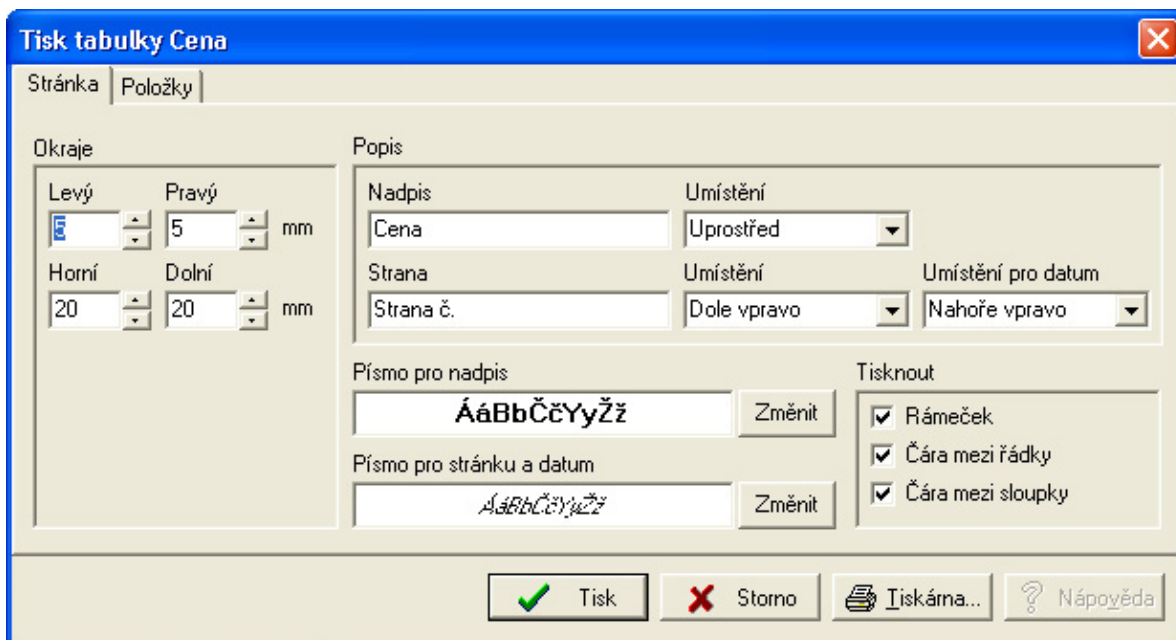 Tisk tabulky Cena
Stránka Položky
Okraje
Levý Pravý
5 5 mm
Horní Dolní
20 20 mm
Popis
Nadpis Umístění
Cena Uprostřed
Strana Umístění Umístění pro datum
Strana č. Dole vpravo Nahoře vpravo
Písmo pro nadpis
ÁáBbČčYyŽž Změnit
Písmo pro stránku a datum
ÁáBbČčYyŽž Změnit
Tisknout
Rámeček
Čára mezi řádky
Čára mezi sloupky
Tisk Storno Tiskárna... Nápověda